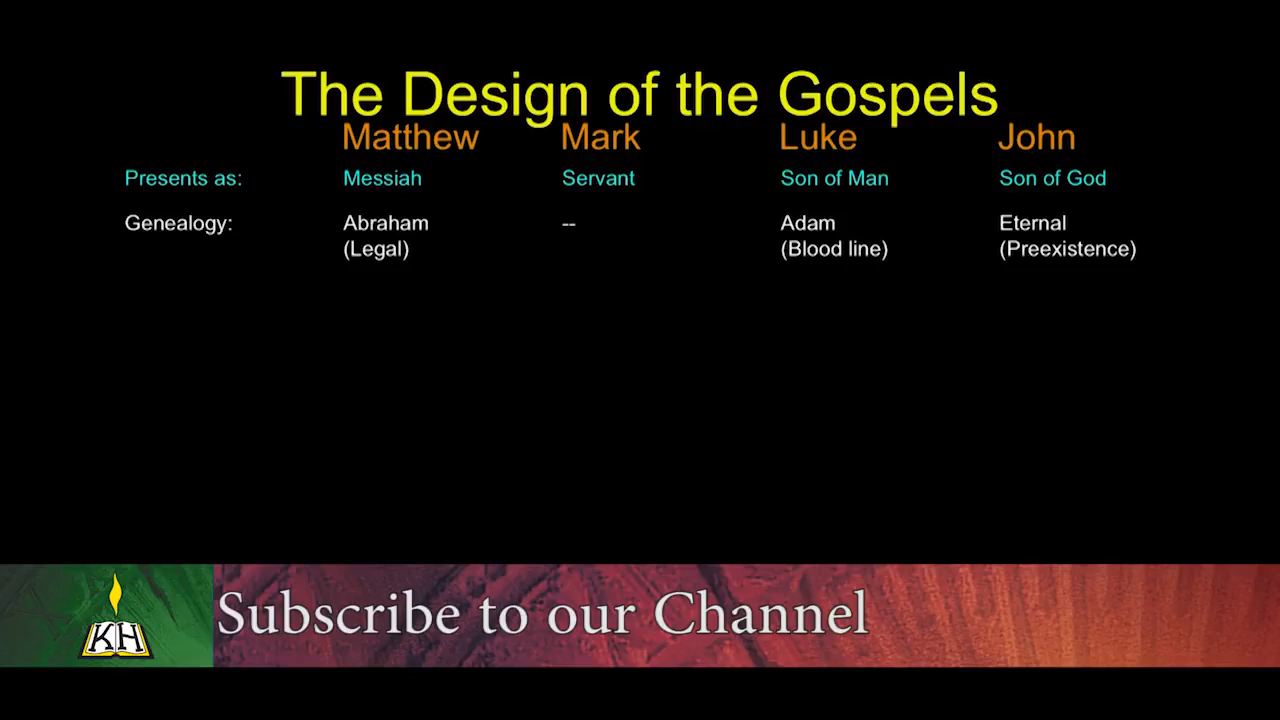 The Design of the Gospels
Matthew Mark Luke John
Presents as: Messiah Servant Son of Man Son of God
Genealogy: Abraham -- Adam Eternal
(Legal) (Blood line) (Preexistence)
Subscribe to our Channel
KH